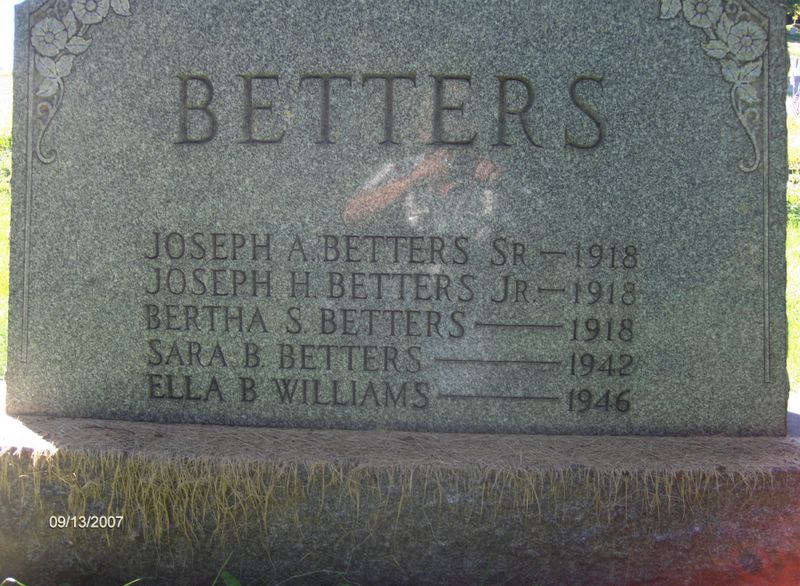 BETTERS
JOSEPH A. BETTERS SR — 1918
JOSEPH H. BETTERS JR. — 1918
BERTHA S. BETTERS — 1918
SARA B. BETTERS — 1942
ELLA B WILLIAMS — 1946
09/13/2007